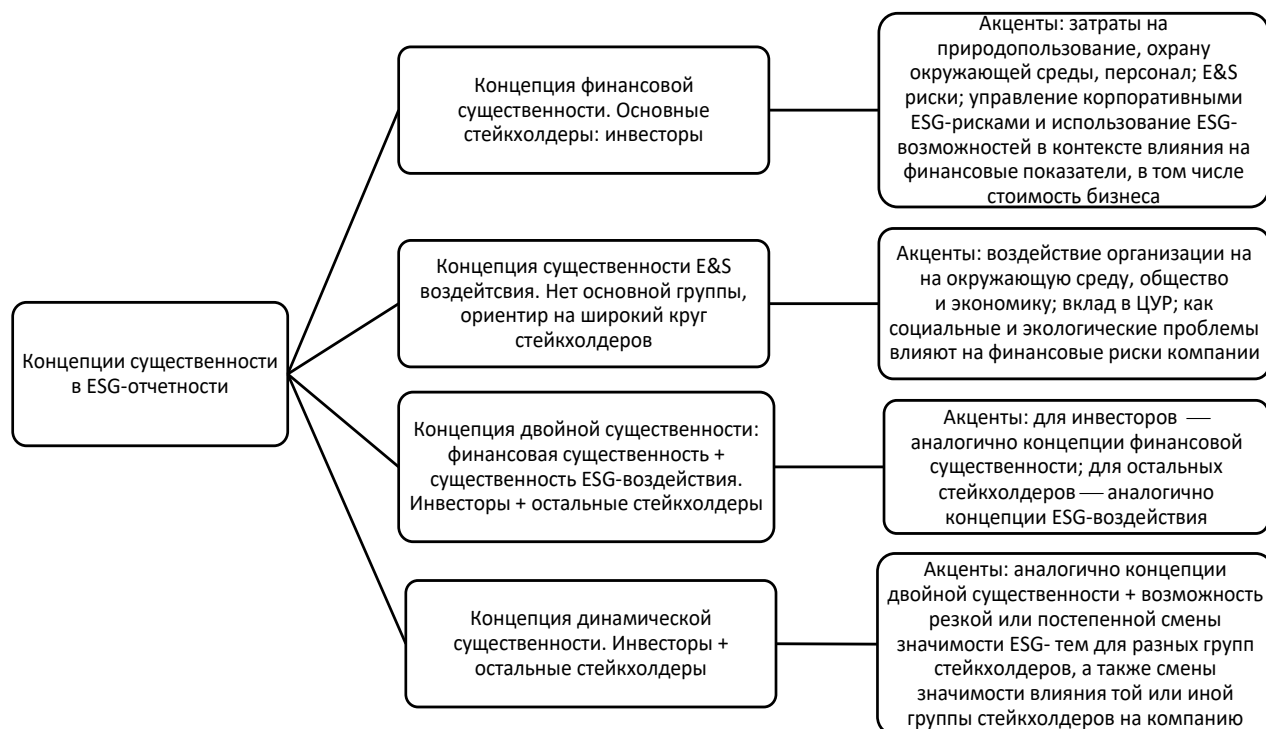 Концепции существенности
в ESG-отчетности
Концепция финансовой
существенности. Основные
стейкхолдеры: инвесторы
Акценты: затраты на
природопользование, охрану
окружающей среды, персонал; E&S
риски; управление корпоративными
ESG-рисками и использование ESG-
возможностей в контексте влияния на
финансовые показатели, в том числе
стоимость бизнеса
Концепция существенности E&S
воздейтсвия. Нет основной группы,
ориентир на широкий круг
стейкхолдеров
Акценты: воздействие организации на
на окружающую среду, общество
и экономику; вклад в ЦУР; как
социальные и экологические проблемы
влияют на финансовые риски компании
Концепция двойной существенности:
финансовая существенность +
существенность ESG-воздействия.
Инвесторы + остальные стейкхолдеры
Акценты: для инвесторов —
аналогично концепции финансовой
существенности; для остальных
стейкхолдеров — аналогично
концепции ESG-воздействия
Концепция динамической
существенности. Инвесторы +
остальные стейкхолдеры
Акценты: аналогично концепции
двойной существенности + возможность
резкой или постепенной смены
значимости ESG- тем для разных групп
стейкхолдеров, а также смены
значимости влияния той или иной
группы стейкхолдеров на компанию